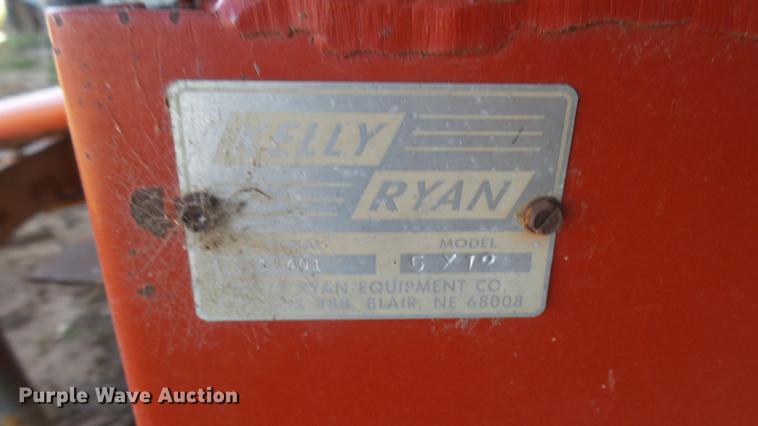 KELLY
RYAN
MODEL
5 X 12
RYAN EQUIPMENT CO.
BLAIR, NE 68008
Purple Wave Auction